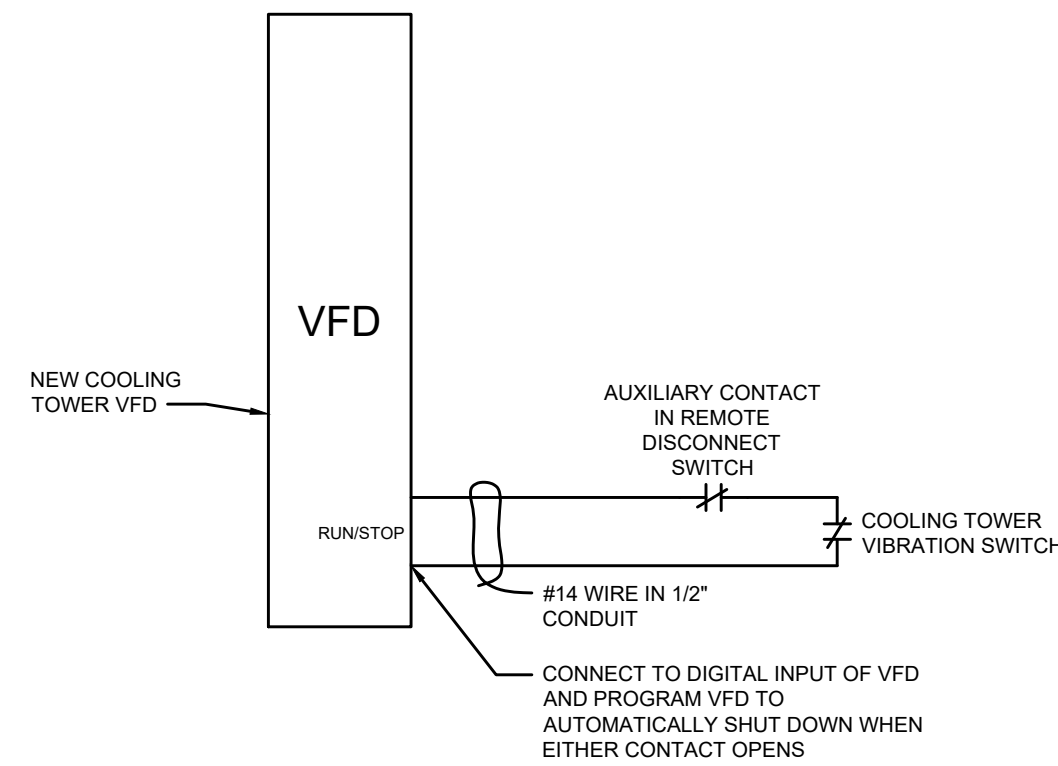 VFD
NEW COOLING
TOWER VFD
AUXILIARY CONTACT
IN REMOTE
DISCONNECT
SWITCH
RUN/STOP
COOLING TOWER
VIBRATION SWITCH
#14 WIRE IN 1/2"
CONDUIT
CONNECT TO DIGITAL INPUT OF VFD
AND PROGRAM VFD TO
AUTOMATICALLY SHUT DOWN WHEN
EITHER CONTACT OPENS